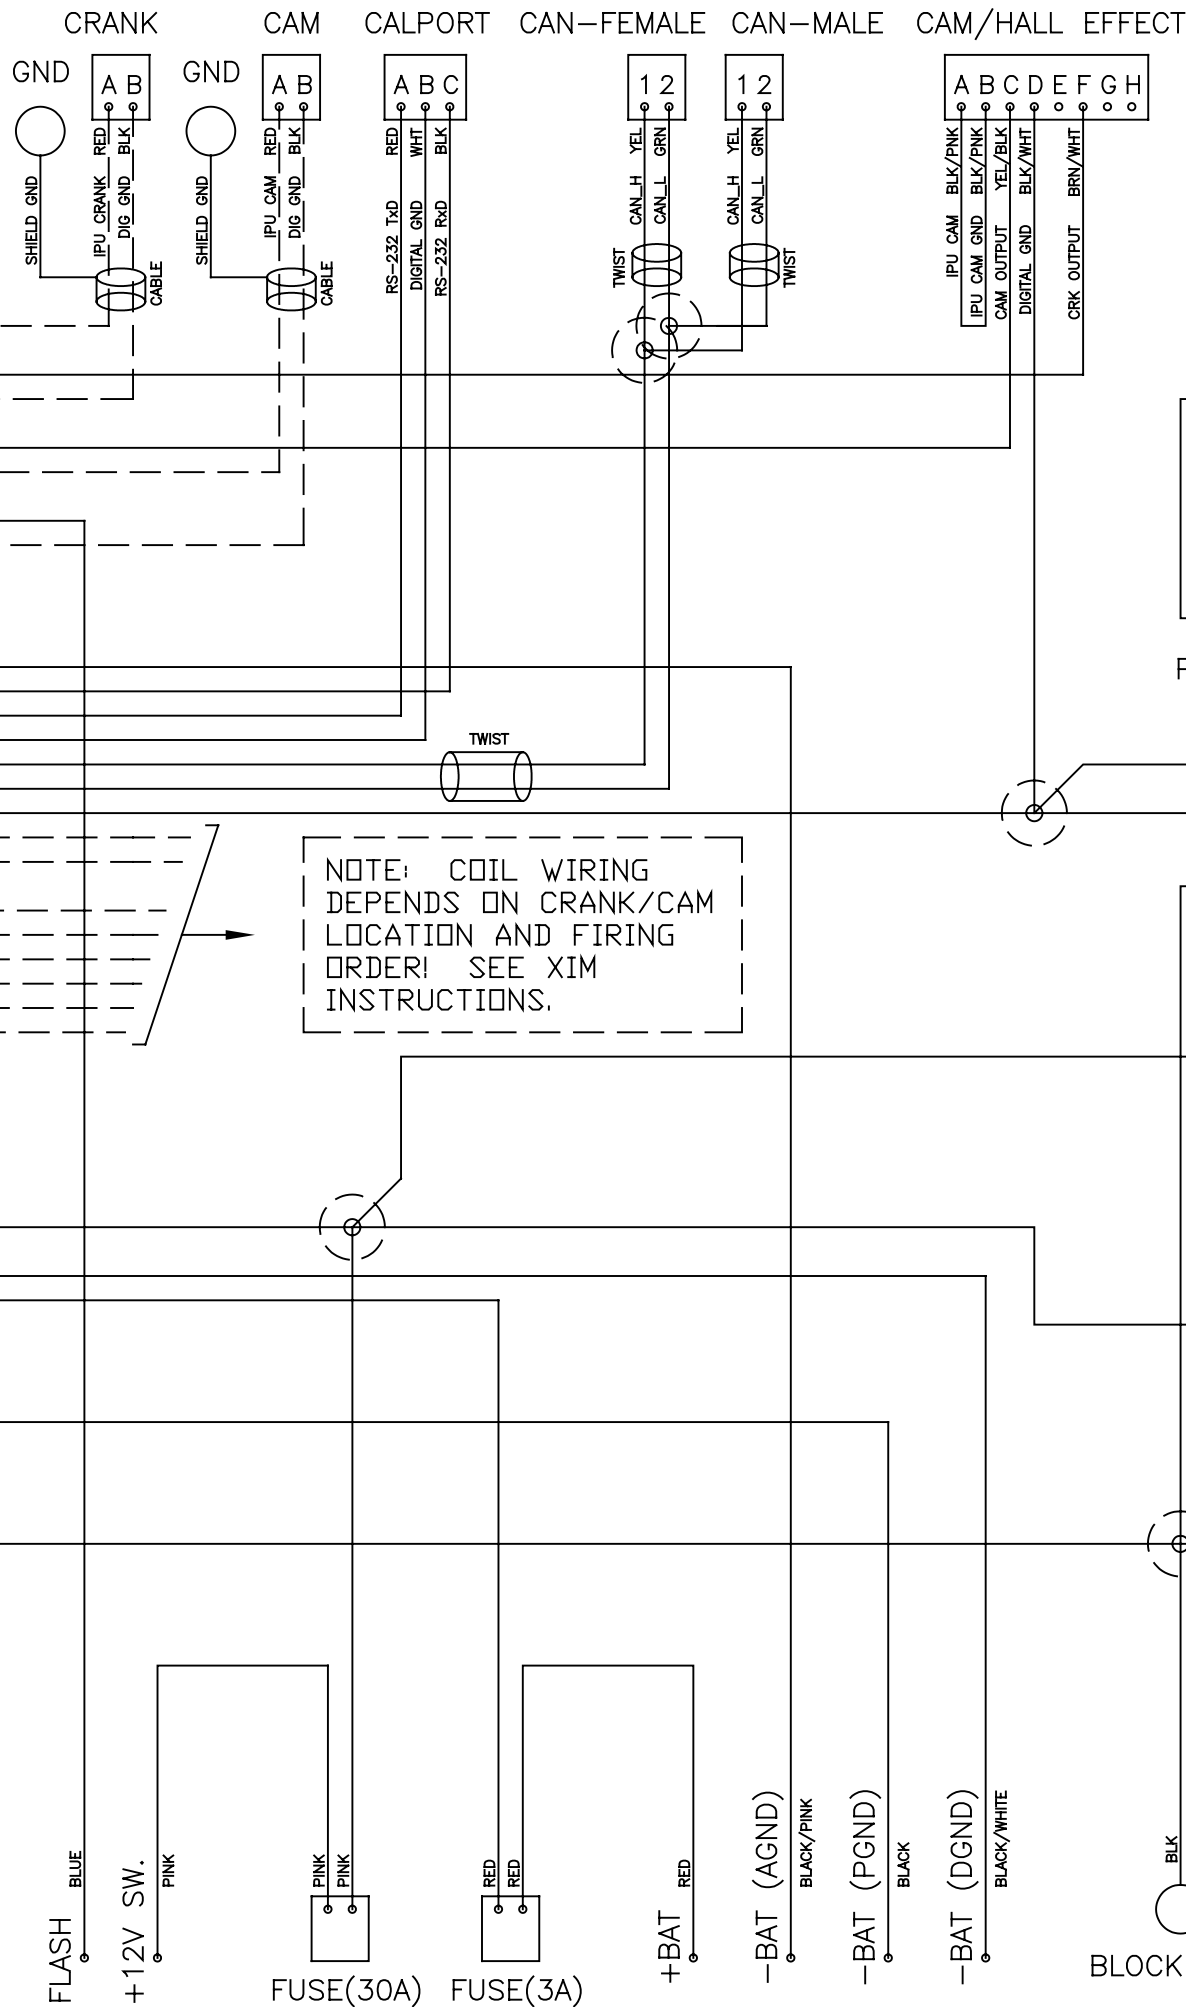 CRANK
CAM
CALPORT
CAN-FEMALE
CAN-MALE
CAM/HALL EFFECT
GND
A B
GND
A B
A B C
1 2
1 2
A B C D E F G H
SHIELD GND
IPU CRANK RED
DIG GND BLK
CABLE
SHIELD GND
IPU CAM RED
DIG GND BLK
CABLE
RS-232 TxD RED
DIGITAL GND WHT
RS-232 RxD BLK
TWIST
CAN_H YEL
CAN_L GRN
CAN_H YEL
CAN_L GRN
TWIST
IPU CAM BLK/PNK
IPU CAM GND BLK/PNK
CAM OUTPUT YEL/BLK
DIGITAL GND BLK/WHT
CRK OUTPUT BRN/WHT
TWIST
NOTE: COIL WIRING
DEPENDS ON CRANK/CAM
LOCATION AND FIRING
ORDER! SEE XIM
INSTRUCTIONS.
FLASH
BLUE
+12V SW.
PINK
PINK
PINK
FUSE(30A)
RED
RED
FUSE(3A)
+BAT
RED
-BAT (AGND)
BLACK/PINK
-BAT (PGND)
BLACK
-BAT (DGND)
BLACK/WHITE
BLK
BLOCK